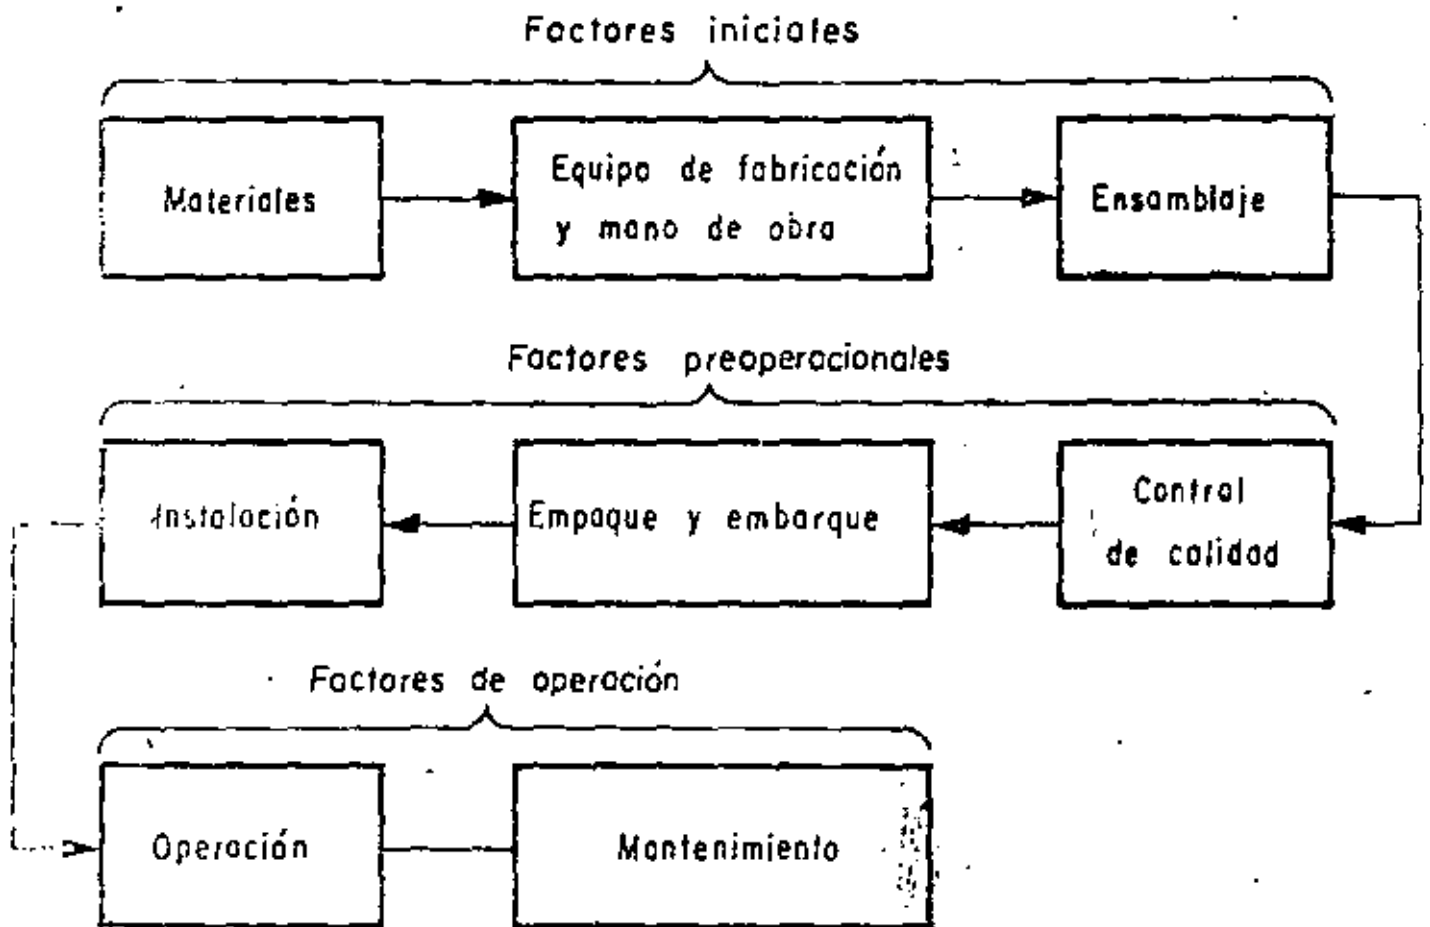 Factores iniciales
Materiales
Equipo de fabricación
y mano de obra
Ensamblaje
Factores preoperacionales
Instalación
Empaque y embarque
Control
de calidad
Factores de operación
Operación
Mantenimiento